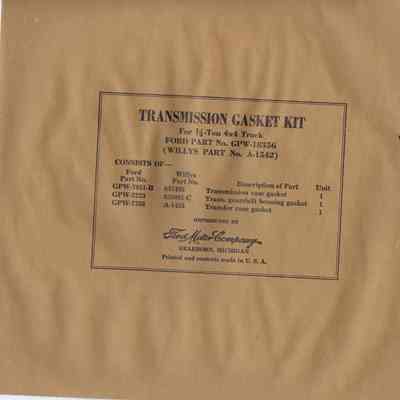 TRANSMISSION GASKET KIT
For ¼-Ton 4x4 Truck
FORD PART No. GPW-18356
(WILLYS PART No. A-1542)
CONSISTS OF—
Ford Willys
Part No. Part No. Description of Part Unit
Transmission case gasket 1
Trans. gearshift housing gasket 1
A-1435 Transfer case gasket 1
DISTRIBUTED BY
Ford Motor Company
DEARBORN, MICHIGAN
Printed and contents made in U. S. A.